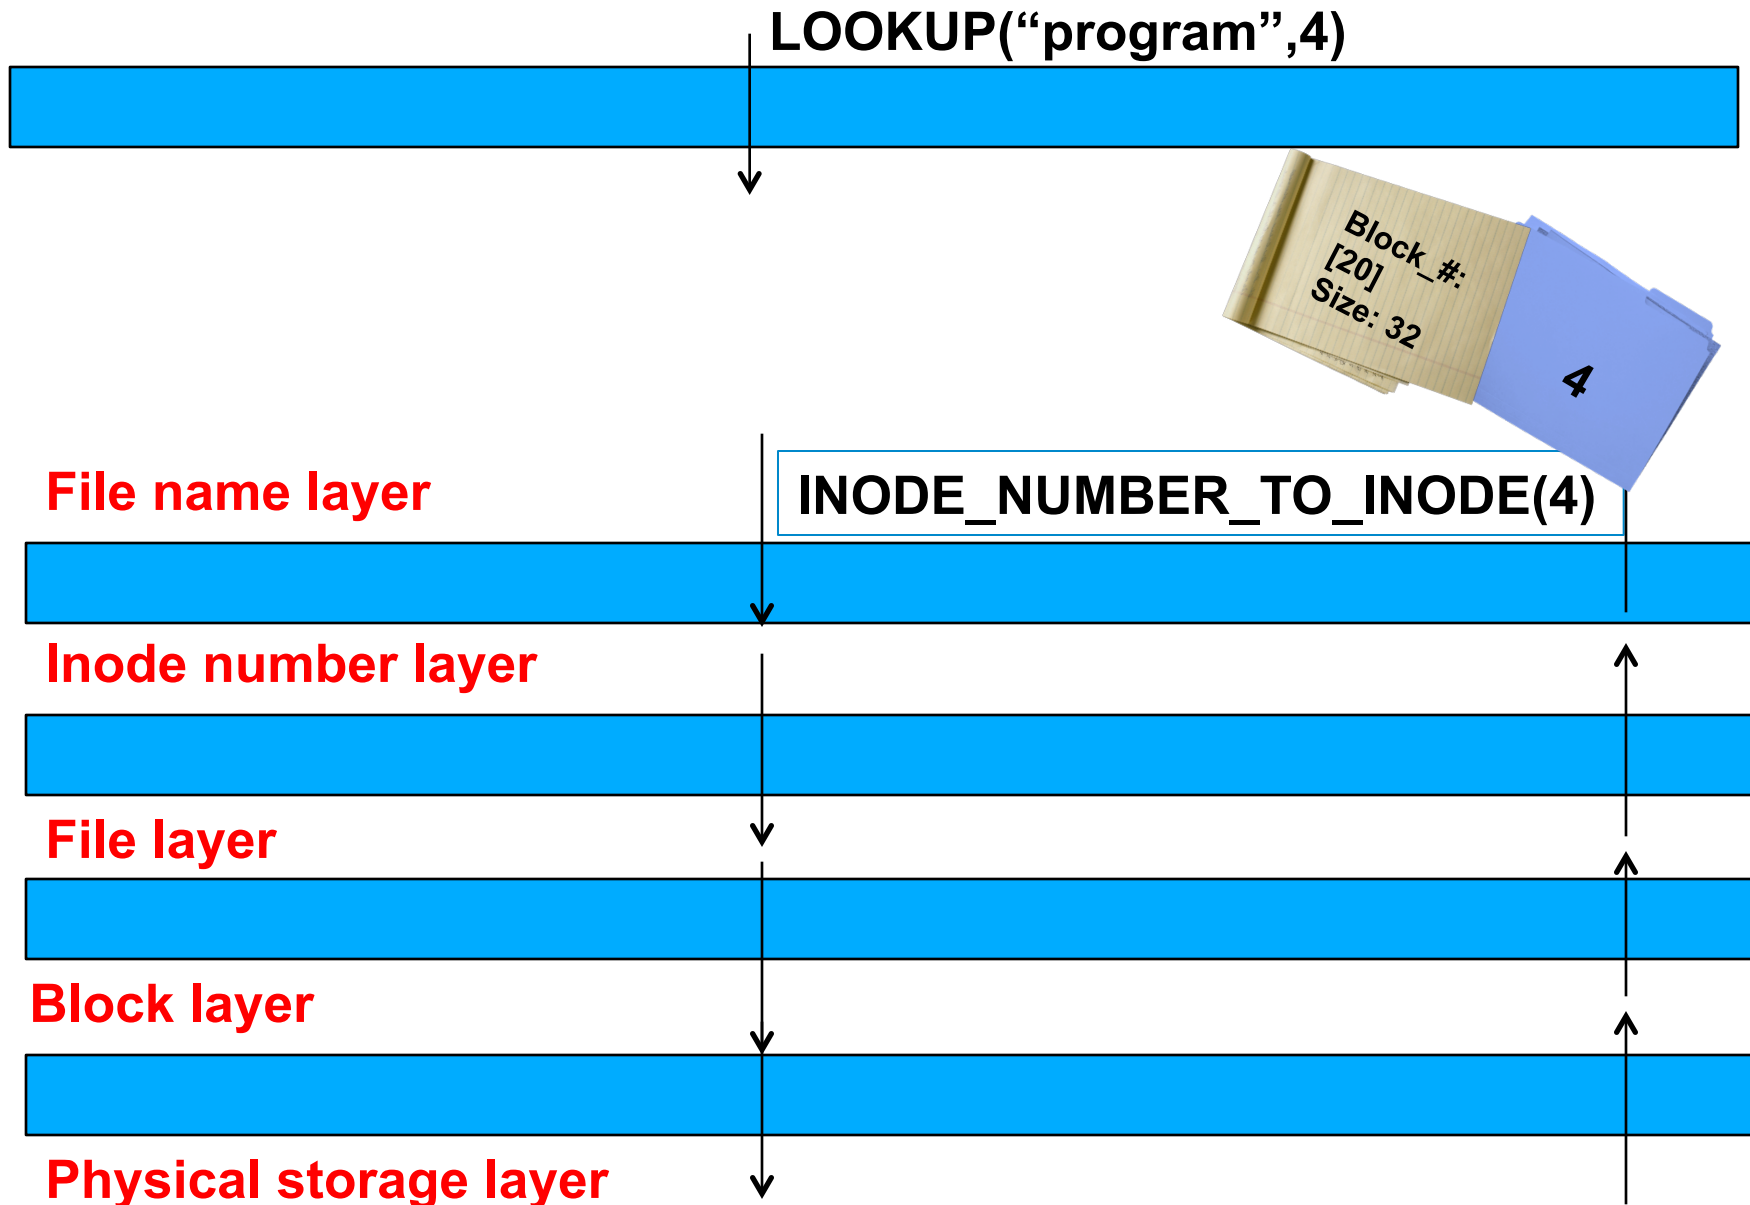 LOOKUP(“program”,4)
Block_#:
[20]
Size: 32
4
File name layer
INODE_NUMBER_TO_INODE(4)
Inode number layer
File layer
Block layer
Physical storage layer